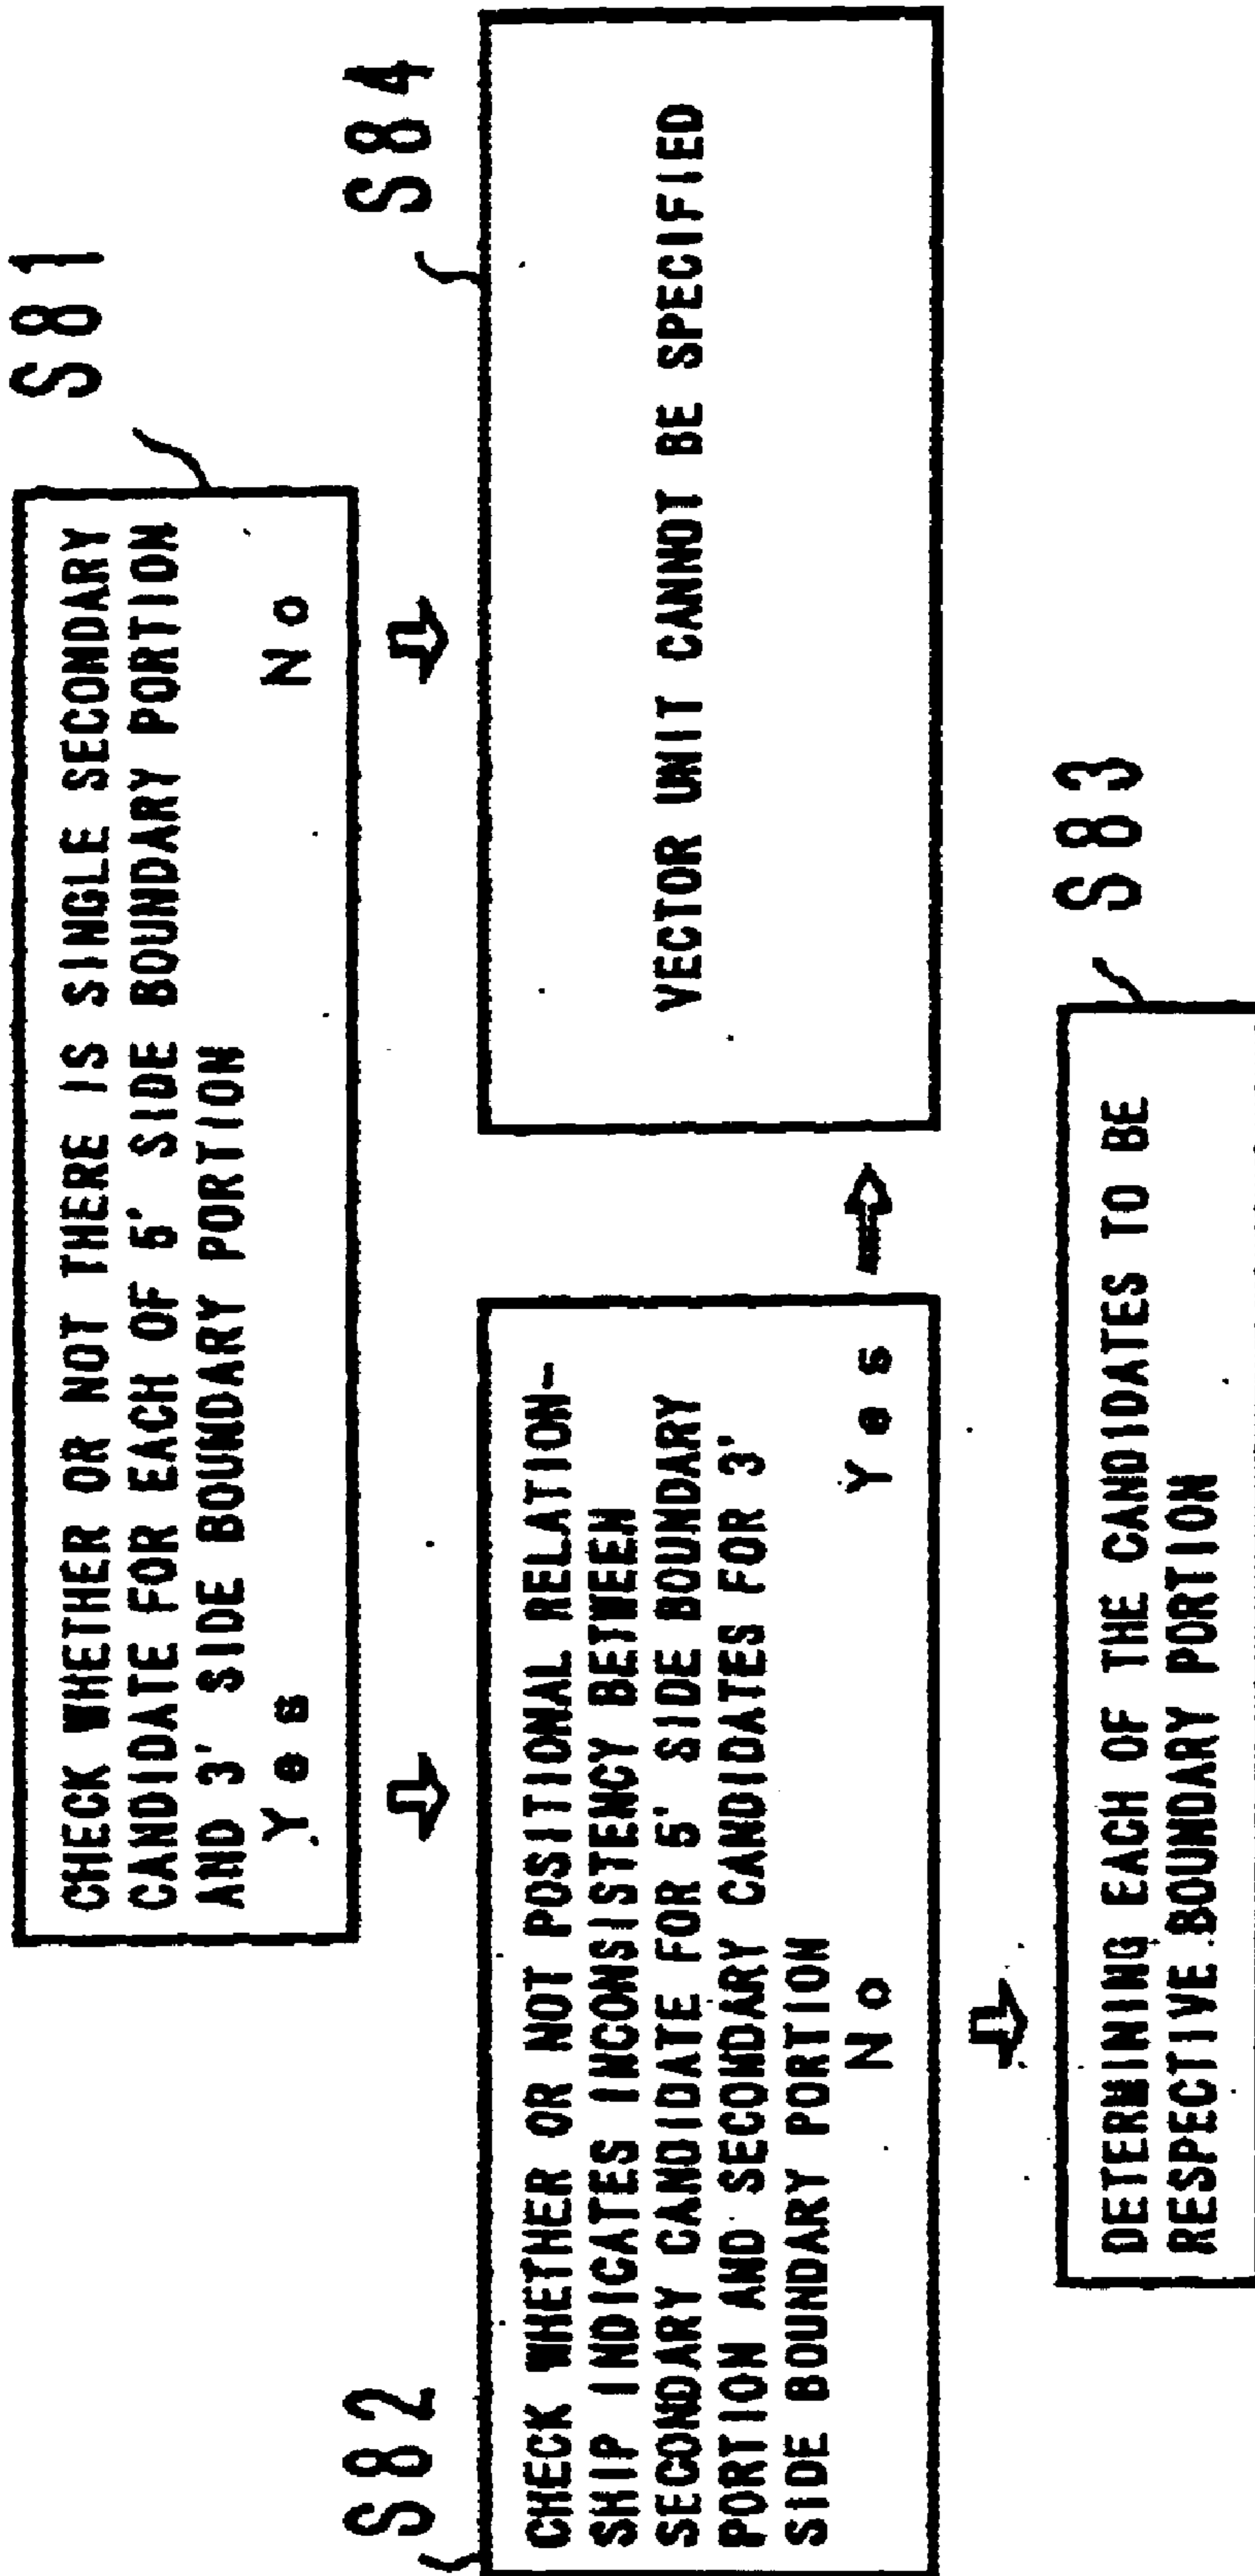 S81
CHECK WHETHER OR NOT THERE IS SINGLE SECONDARY
CANDIDATE FOR EACH OF 5' SIDE BOUNDARY PORTION
AND 3' SIDE BOUNDARY PORTION
Yes
No
S82
CHECK WHETHER OR NOT POSITIONAL RELATION-
SHIP INDICATES INCONSISTENCY BETWEEN
SECONDARY CANDIDATE FOR 5' SIDE BOUNDARY
PORTION AND SECONDARY CANDIDATES FOR 3'
SIDE BOUNDARY PORTION
No
Yes
S84
VECTOR UNIT CANNOT BE SPECIFIED
S83
DETERMINING EACH OF THE CANDIDATES TO BE
RESPECTIVE BOUNDARY PORTION